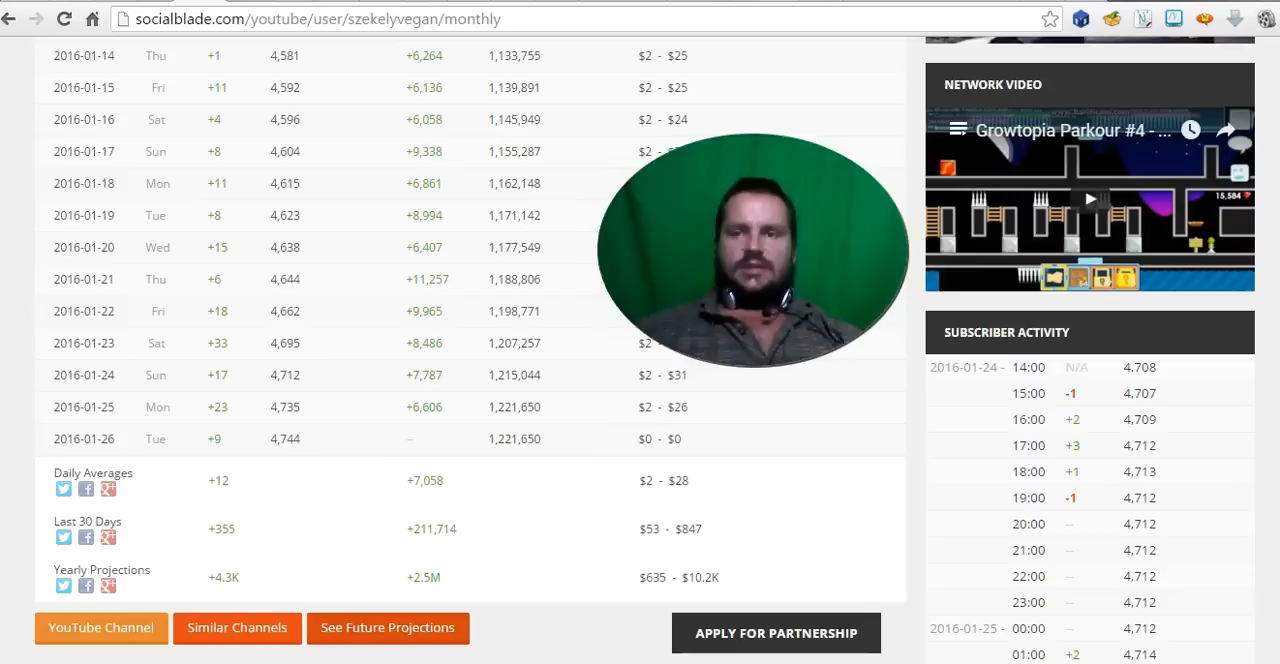 socialblade.com/youtube/user/szekelyvegan/monthly
2016-01-14 Thu +1 4,581 +6,264 1,133,755 $2 - $25
2016-01-15 Fri +11 4,592 +6,136 1,139,891 $2 - $25
2016-01-16 Sat +4 4,596 +6,058 1,145,949 $2 - $24
2016-01-17 Sun +8 4,604 +9,338 1,155,287 $2 -
2016-01-18 Mon +11 4,615 +6,861 1,162,148
2016-01-19 Tue +8 4,623 +8,994 1,171,142
2016-01-20 Wed +15 4,638 +6,407 1,177,549
2016-01-21 Thu +6 4,644 +11,257 1,188,806
2016-01-22 Fri +18 4,662 +9,965 1,198,771
2016-01-23 Sat +33 4,695 +8,486 1,207,257 $2 -
2016-01-24 Sun +17 4,712 +7,787 1,215,044 $2 - $31
2016-01-25 Mon +23 4,735 +6,606 1,221,650 $2 - $26
2016-01-26 Tue +9 4,744 -- 1,221,650 $0 - $0
Daily Averages +12 +7,058 $2 - $28
Last 30 Days +355 +211,714 $53 - $847
Yearly Projections +4.3K +2.5M $635 - $10.2K
YouTube Channel
Similar Channels
See Future Projections
APPLY FOR PARTNERSHIP
NETWORK VIDEO
Growtopia Parkour #4 - ...
15,584
SUBSCRIBER ACTIVITY
2016-01-24 - 14:00 N/A 4,708
15:00 -1 4,707
16:00 +2 4,709
17:00 +3 4,712
18:00 +1 4,713
19:00 -1 4,712
20:00 -- 4,712
21:00 -- 4,712
22:00 -- 4,712
23:00 -- 4,712
2016-01-25 - 00:00 -- 4,712
01:00 +2 4,714